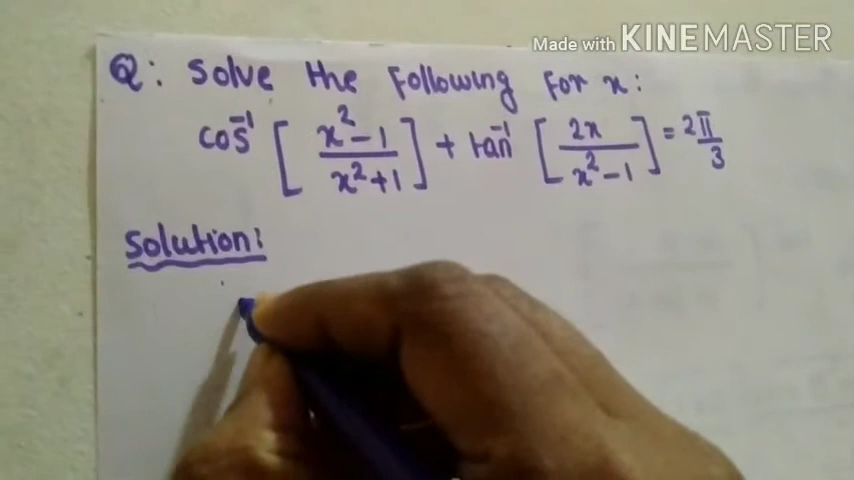 Made with KINEMASTER
Q: Solve the following for x:
cos⁻¹ [ (x² - 1)/(x² + 1) ] + tan⁻¹ [ 2x/(x² - 1) ] = 2π/3
Solution: